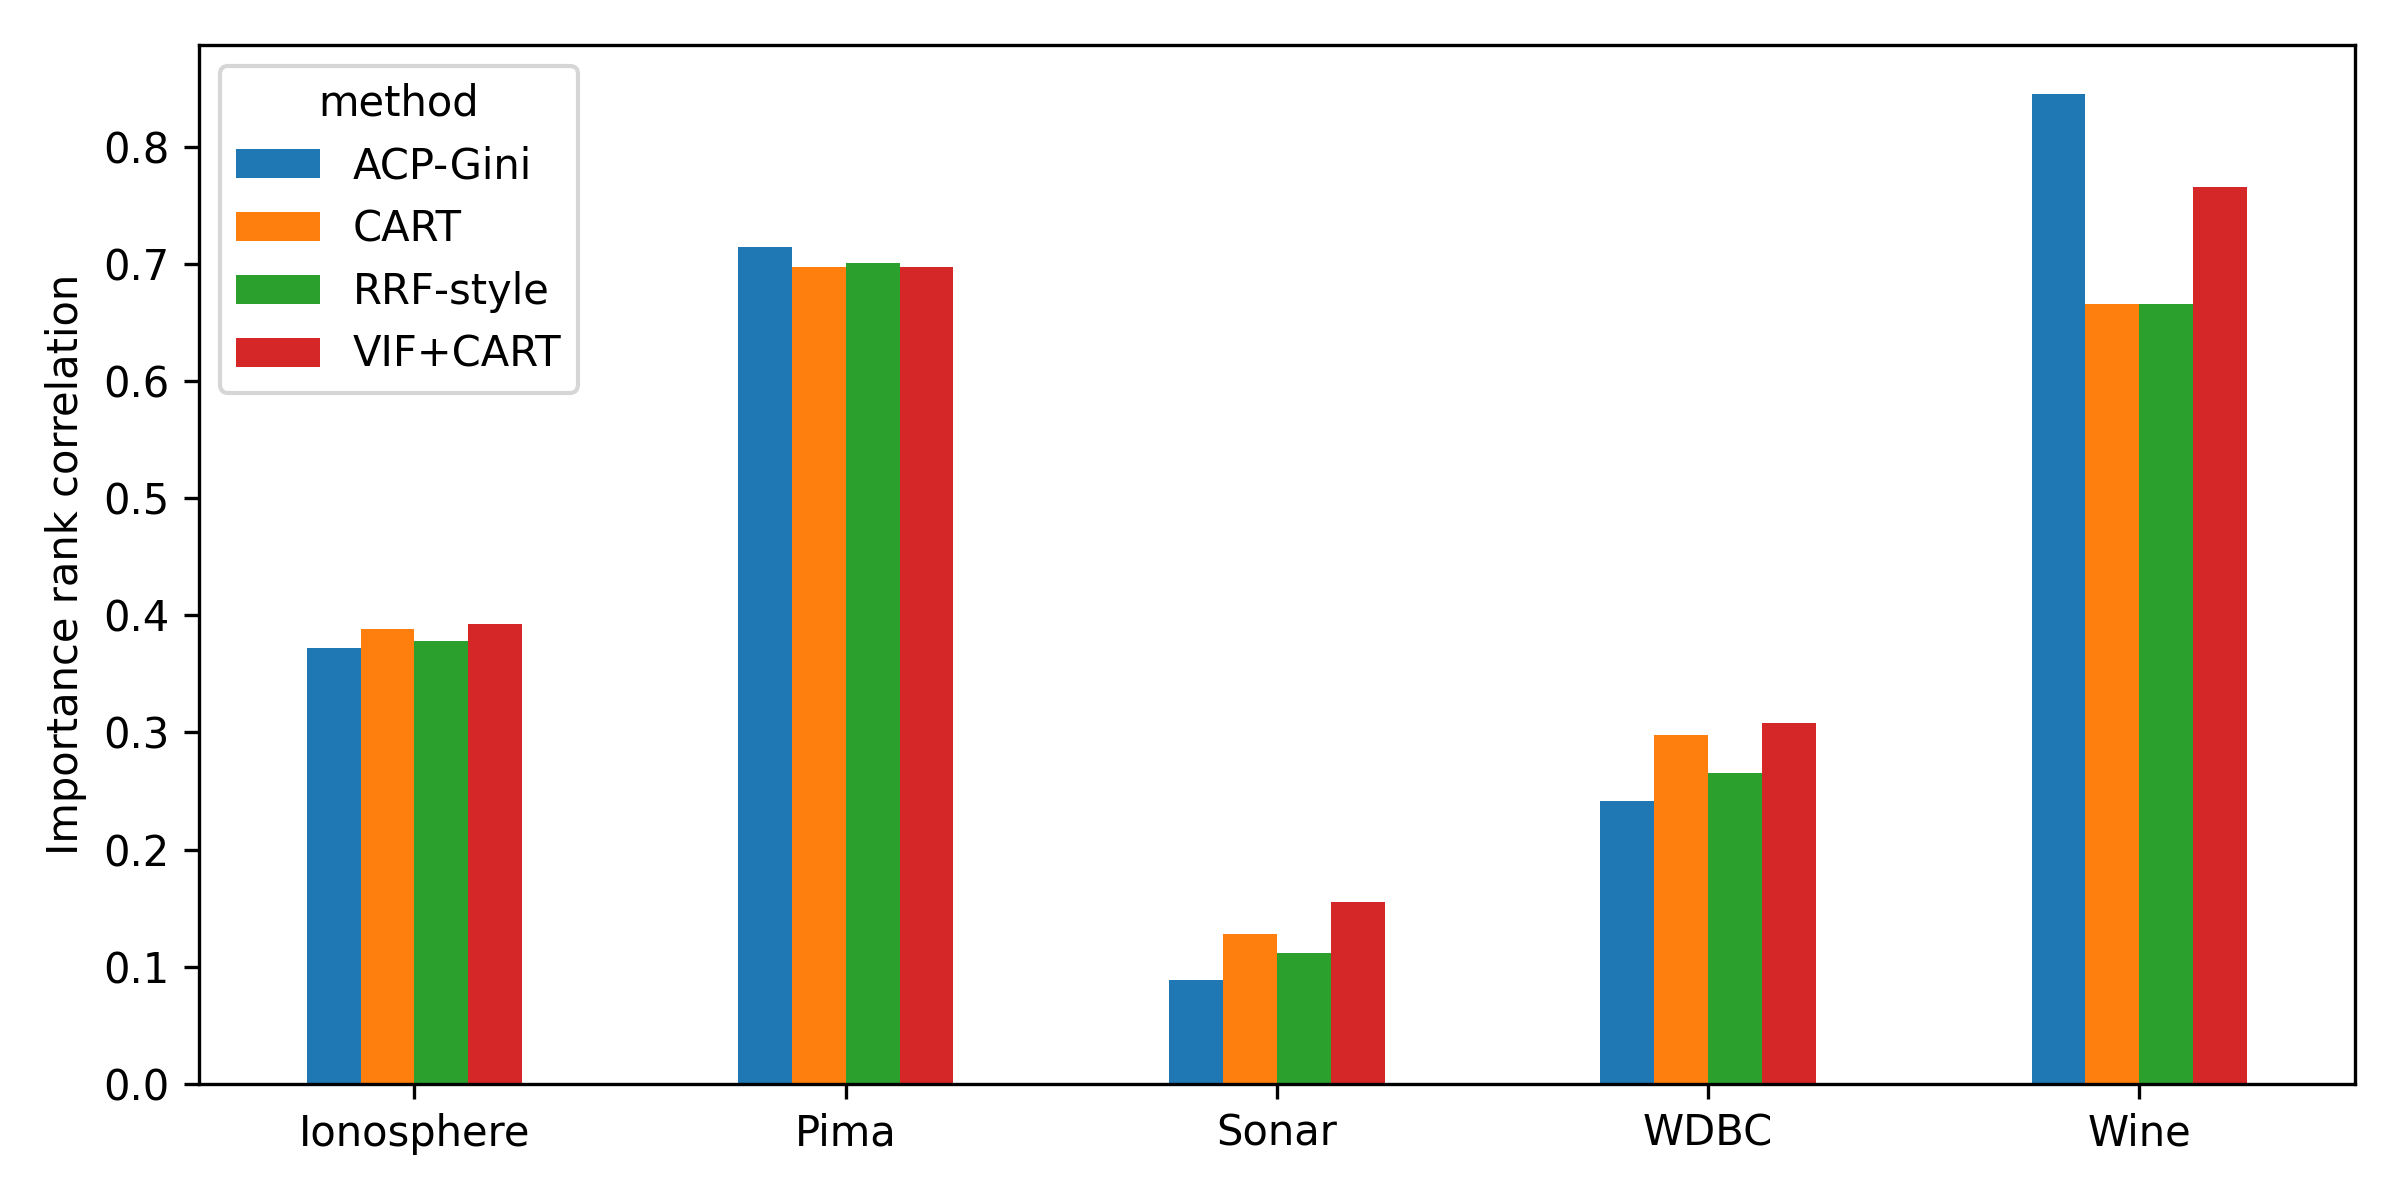 method
ACP-Gini
CART
RRF-style
VIF+CART
Importance rank correlation
0.8
0.7
0.6
0.5
0.4
0.3
0.2
0.1
0.0
Ionosphere
Pima
Sonar
WDBC
Wine